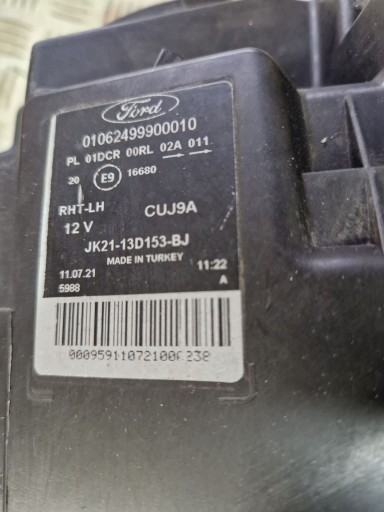 Ford
01062499900010
PL 01DCR 00RL 02A 011
20 E9 16680
RHT-LH CUJ9A
12 V
JK21-13D153-BJ
MADE IN TURKEY
11.07.21 11:22
5988 A